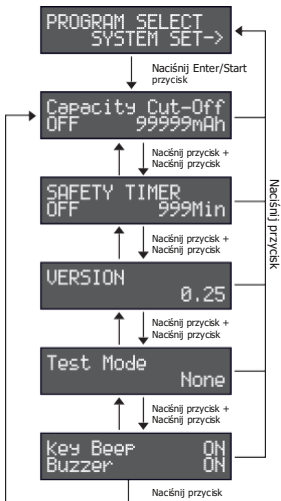 PROGRAM SELECT
SYSTEM SET->
Naciśnij Enter/Start
przycisk
Capacity Cut-Off
OFF 99999mAh
Naciśnij przycisk +
Naciśnij przycisk
SAFETY TIMER
OFF 999Min
Naciśnij przycisk +
Naciśnij przycisk
VERSION
0.25
Naciśnij przycisk +
Naciśnij przycisk
Test Mode
None
Naciśnij przycisk +
Naciśnij przycisk
Key Beep ON
Buzzer ON
Naciśnij przycisk
Naciśnij przycisk